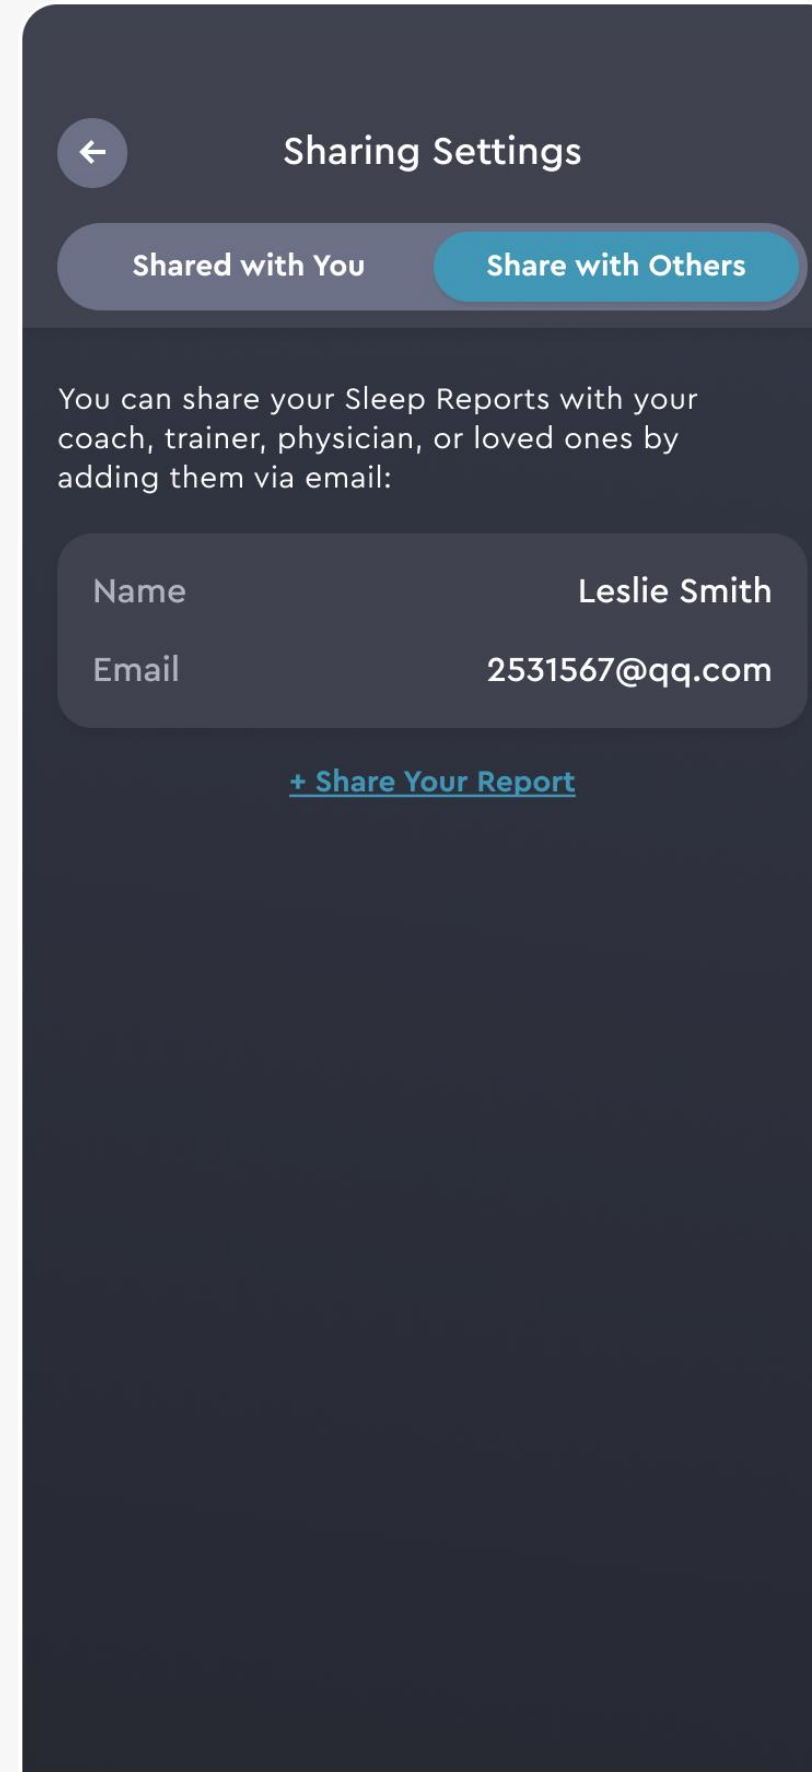 Sharing Settings
Shared with You
Share with Others
You can share your Sleep Reports with your
coach, trainer, physician, or loved ones by
adding them via email:
Name Leslie Smith
Email 2531567@qq.com
+ Share Your Report